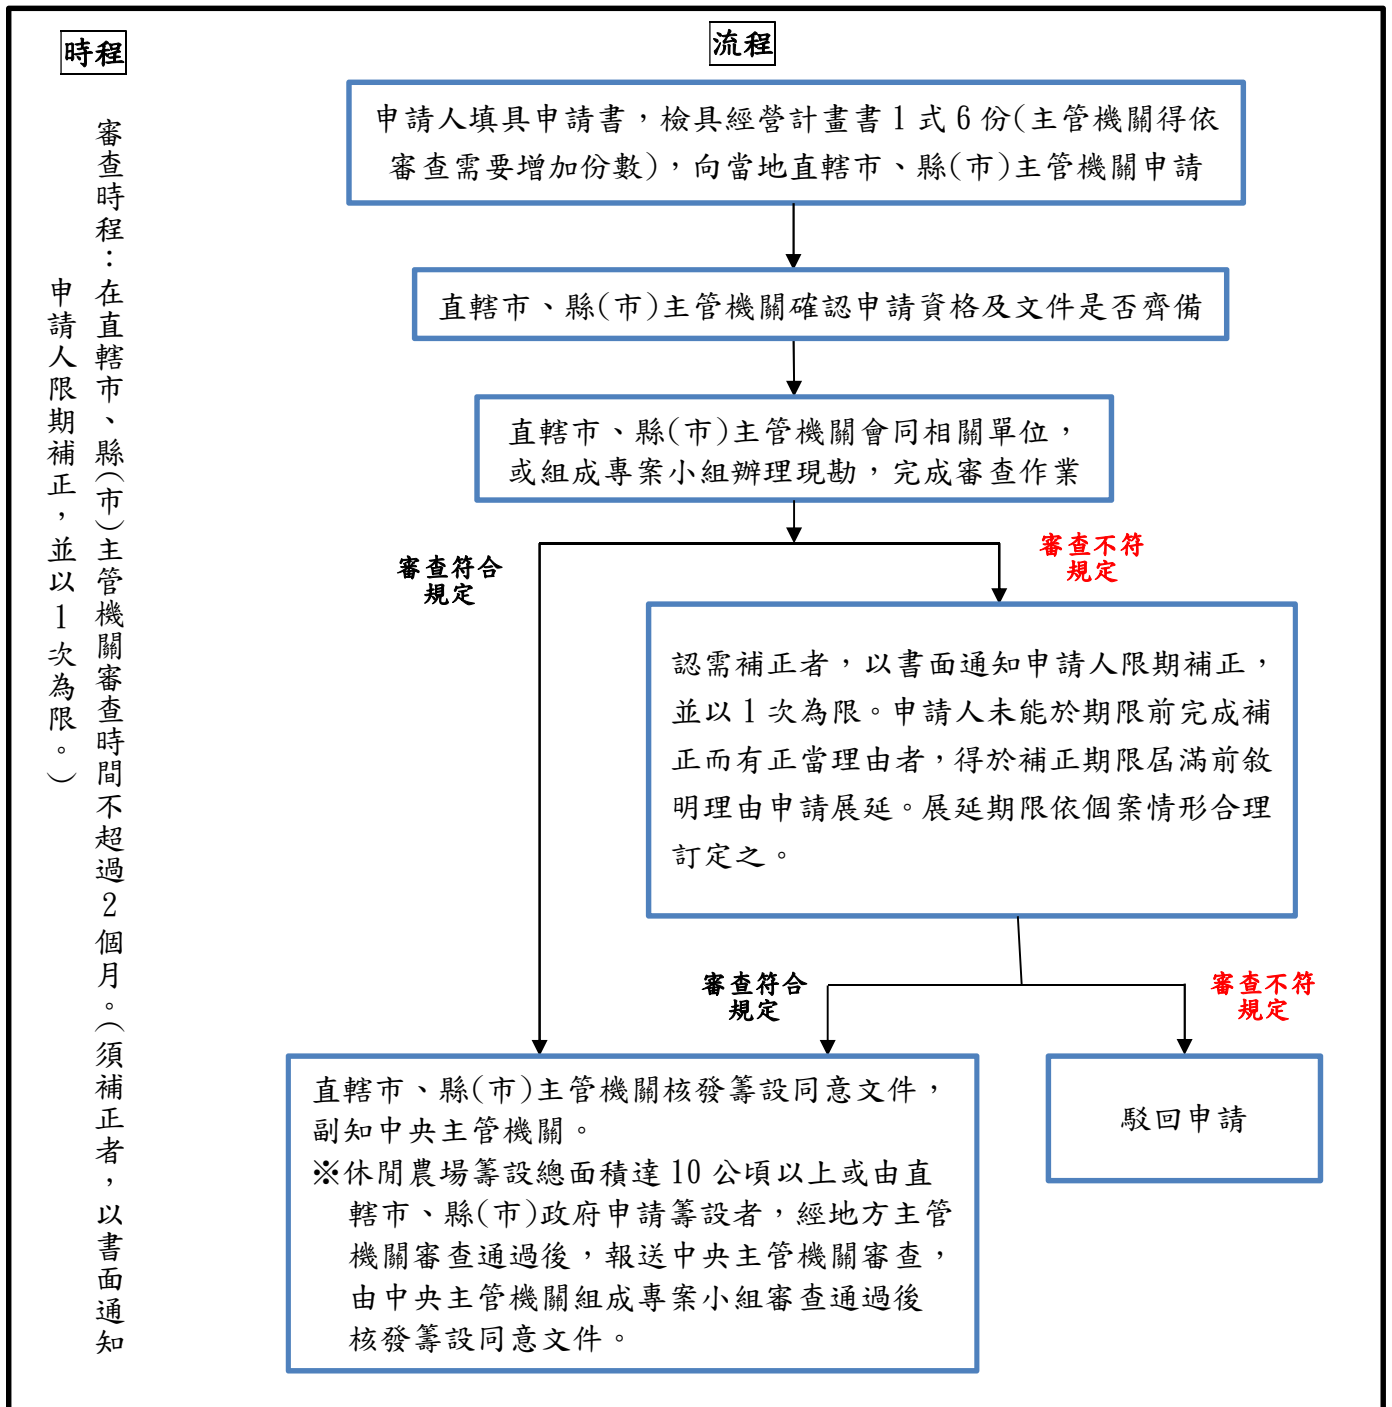 時程
流程
審查時程：在直轄市、縣(市)主管機關審查時間不超過2個月。(須補正者，以書面通知
申請人限期補正，並以1次為限。)
申請人填具申請書，檢具經營計畫書1式6份(主管機關得依
審查需要增加份數)，向當地直轄市、縣(市)主管機關申請
直轄市、縣(市)主管機關確認申請資格及文件是否齊備
直轄市、縣(市)主管機關會同相關單位，
或組成專案小組辦理現勘，完成審查作業
審查符合
規定
審查不符
規定
認需補正者，以書面通知申請人限期補正，
並以1次為限。申請人未能於期限前完成補
正而有正當理由者，得於補正期限屆滿前敘
明理由申請展延。展延期限依個案情形合理
訂定之。
審查符合
規定
審查不符
規定
直轄市、縣(市)主管機關核發籌設同意文件，
副知中央主管機關。
※休閒農場籌設總面積達10公頃以上或由直
轄市、縣(市)政府申請籌設者，經地方主管
機關審查通過後，報送中央主管機關審查，
由中央主管機關組成專案小組審查通過後
核發籌設同意文件。
駁回申請